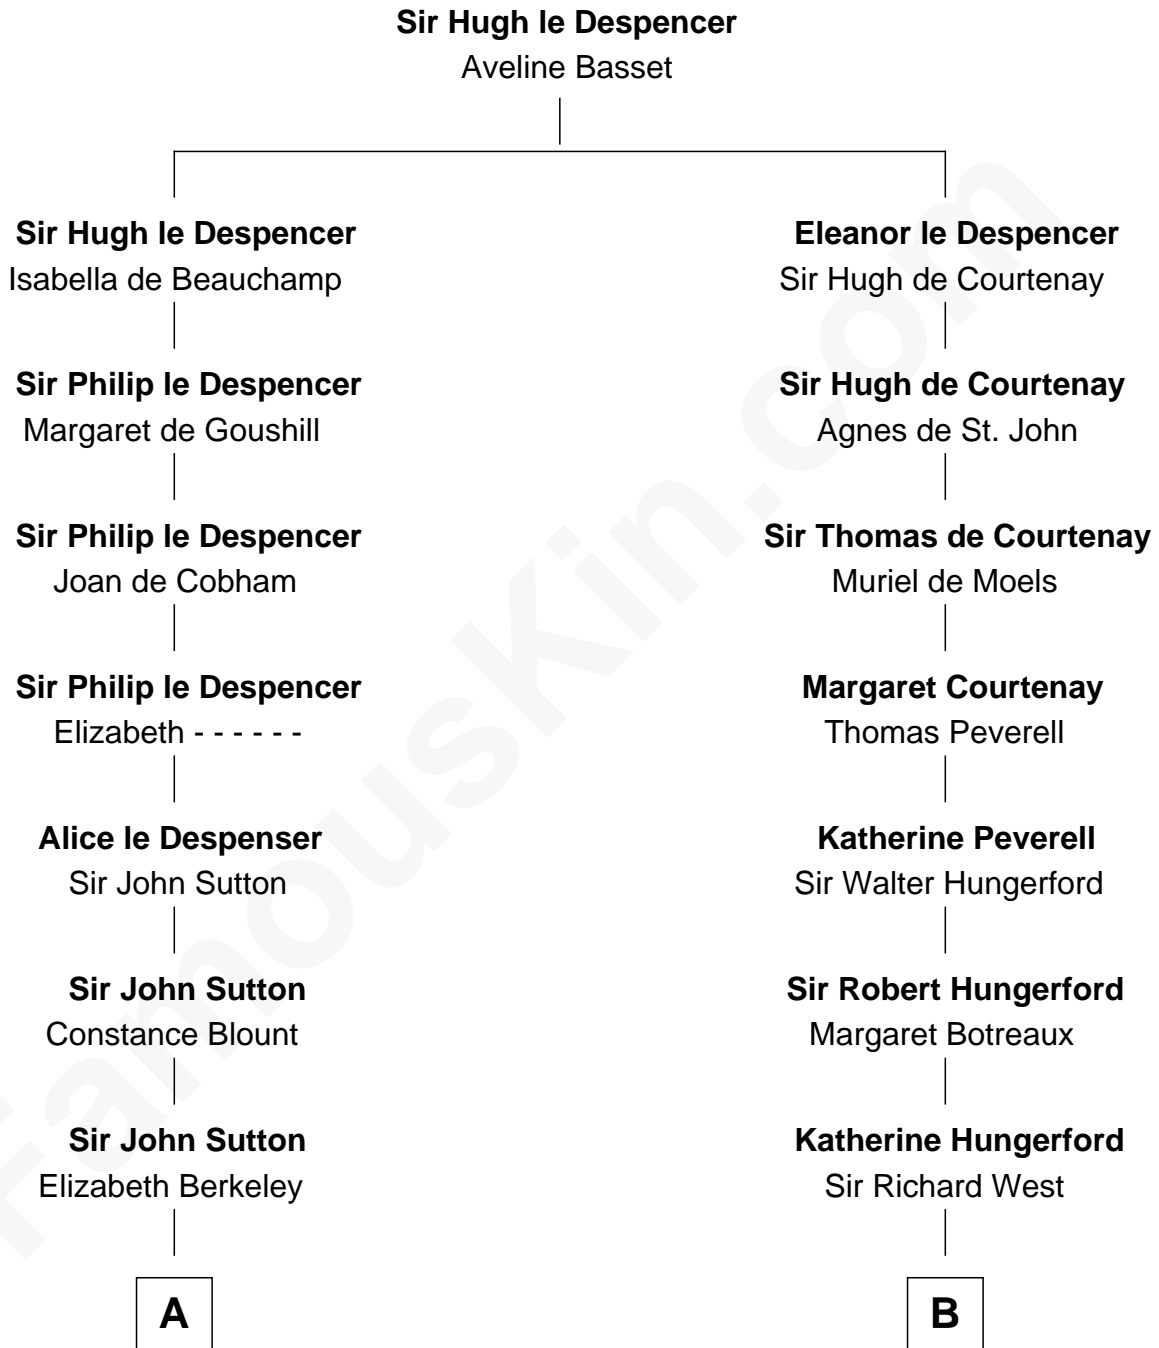 Sir Hugh le Despencer
Aveline Basset
Sir Hugh le Despencer
Isabella de Beauchamp
Sir Philip le Despencer
Margaret de Goushill
Sir Philip le Despencer
Joan de Cobham
Sir Philip le Despencer
Elizabeth - - - - - -
Alice le Despenser
Sir John Sutton
Sir John Sutton
Constance Blount
Sir John Sutton
Elizabeth Berkeley
A
Eleanor le Despencer
Sir Hugh de Courtenay
Sir Hugh de Courtenay
Agnes de St. John
Sir Thomas de Courtenay
Muriel de Moels
Margaret Courtenay
Thomas Peverell
Katherine Peverell
Sir Walter Hungerford
Sir Robert Hungerford
Margaret Botreaux
Katherine Hungerford
Sir Richard West
B
FamousKin.com